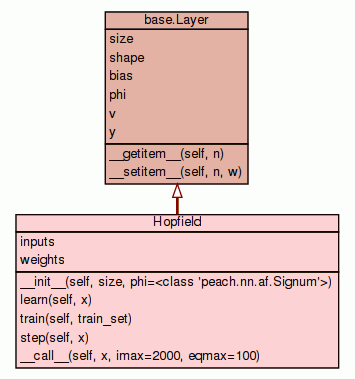 base.Layer
size
shape
bias
phi
v
y
__getitem__(self, n)
__setitem__(self, n, w)
Hopfield
inputs
weights
__init__(self, size, phi=<class 'peach.nn.af.Signum'>)
learn(self, x)
train(self, train_set)
step(self, x)
__call__(self, x, imax=2000, eqmax=100)